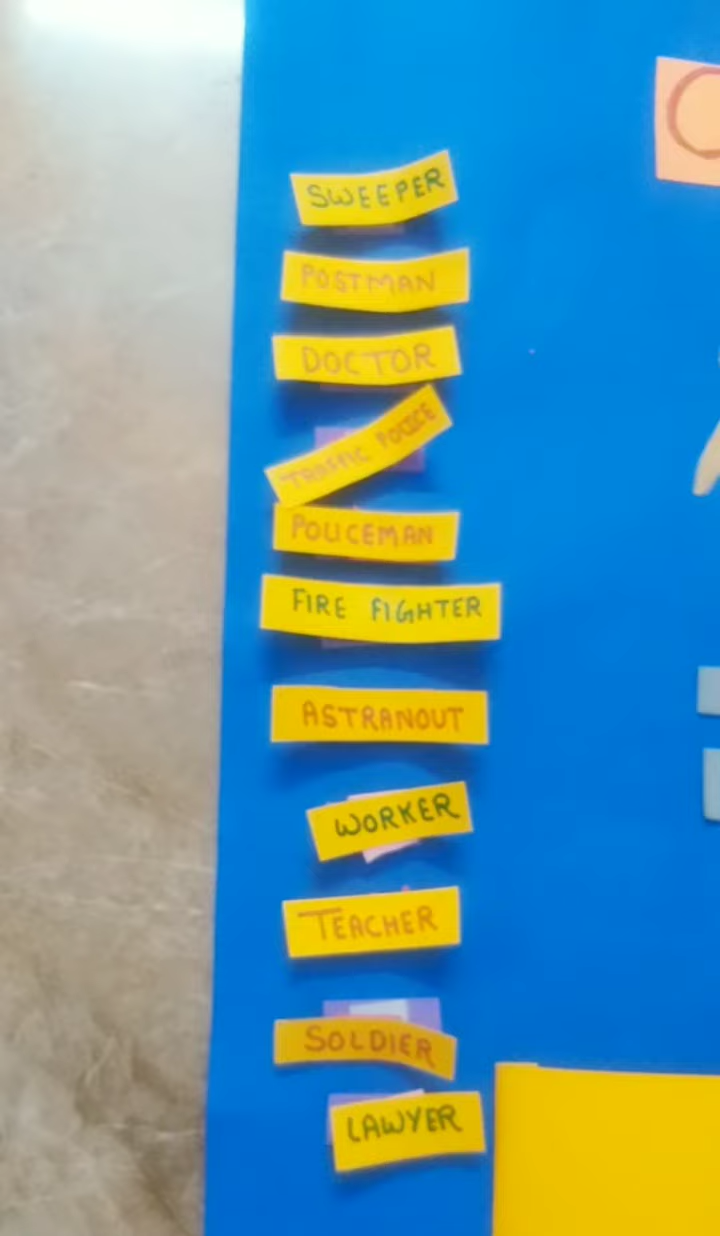 SWEEPER
POSTMAN
DOCTOR
TRAFFIC POLICE
POLICEMAN
FIRE FIGHTER
ASTRANOUT
WORKER
TEACHER
SOLDIER
LAWYER